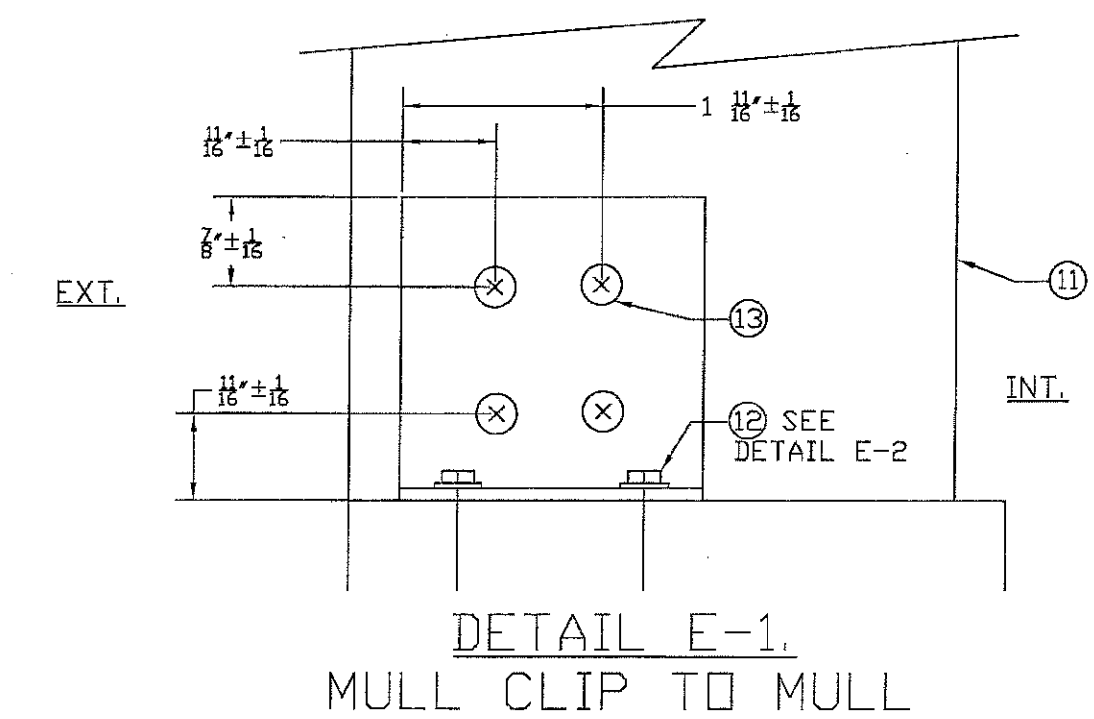 1 11/16"±1/16
11/16"±1/16
7/8"±1/16
EXT.
11
13
11/16"±1/16
INT.
12 SEE
DETAIL E-2
DETAIL E-1.
MULL CLIP TO MULL